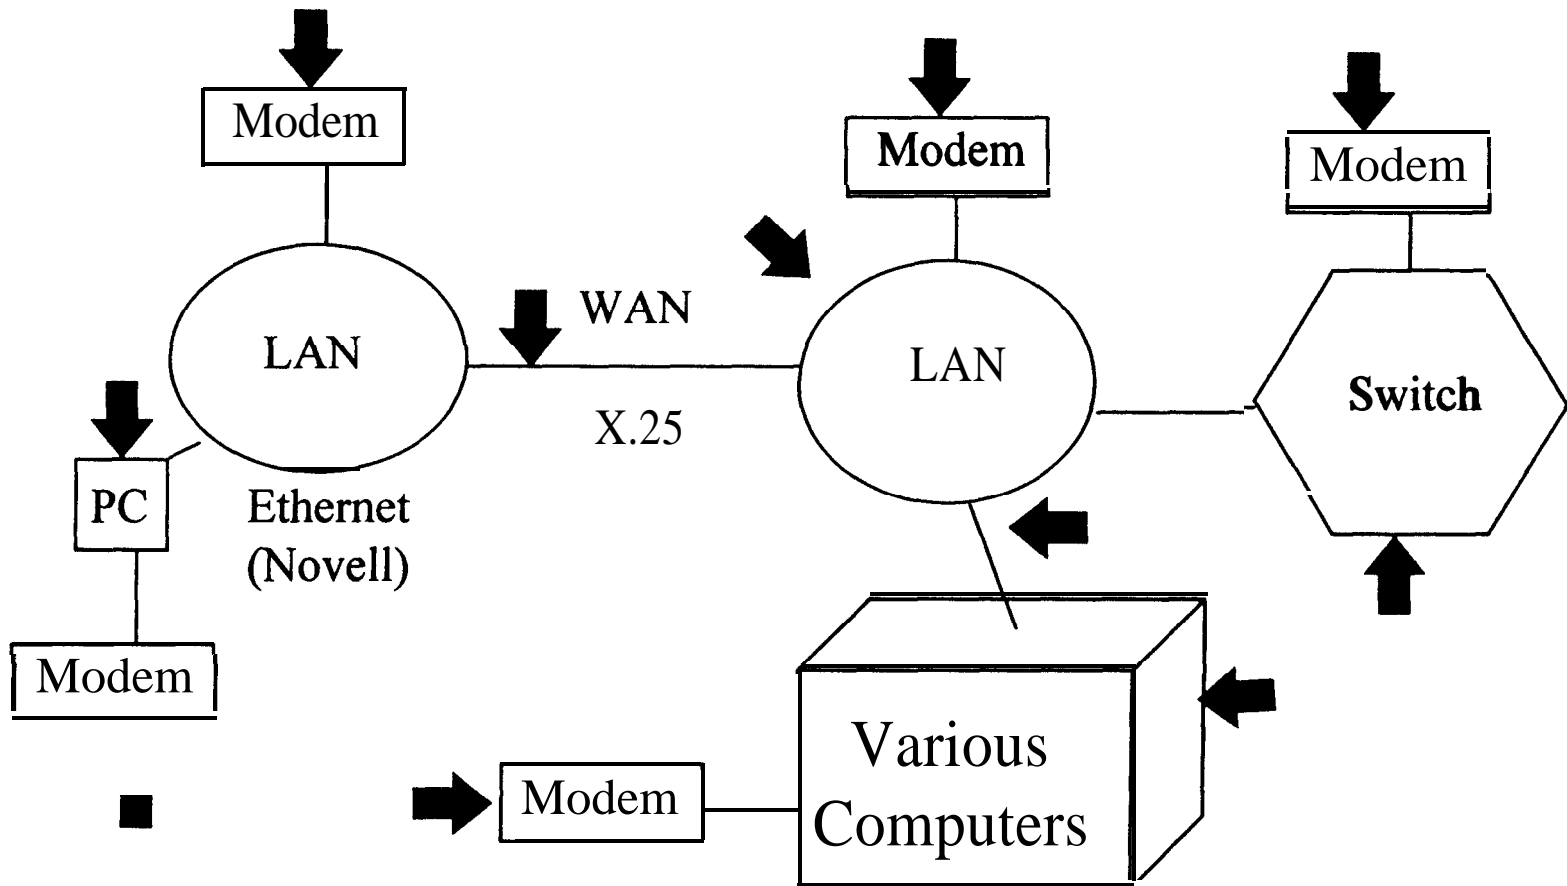 Modem
Modem
Modem
WAN
LAN
LAN
Switch
X.25
PC
Ethernet
(Novell)
Modem
Various
Modem
Computers